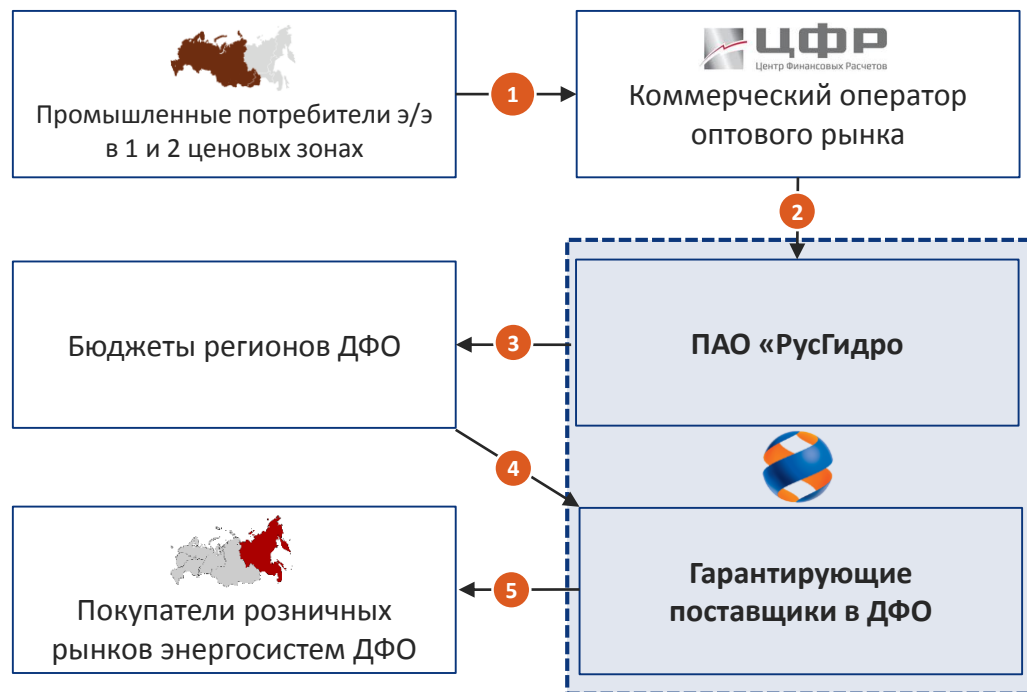 Промышленные потребители э/э
в 1 и 2 ценовых зонах
1
ЦФР
Центр Финансовых Расчетов
Коммерческий оператор
оптового рынка
2
Бюджеты регионов ДФО
3
ПАО «РусГидро
4
Покупатели розничных
рынков энергосистем ДФО
5
Гарантирующие
поставщики в ДФО